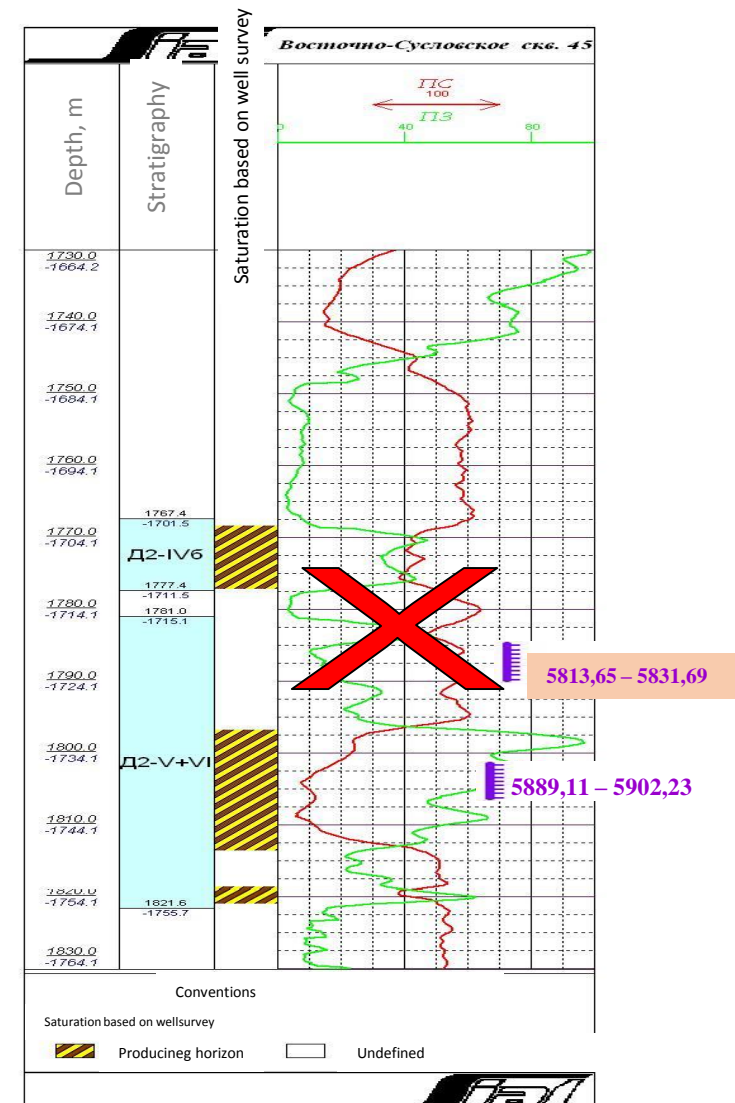 Восточно-Сусловское скв. 45
Depth, m
Stratigraphy
Saturation based on well survey
ПС
100
ПЗ
0 40 80
1730.0
-1664.2
1740.0
-1674.1
1750.0
-1684.1
1760.0
-1694.1
1767.4
-1701.5
1770.0
-1704.1
Д2-IVб
1777.4
-1711.5
1780.0
-1714.1
1781.0
-1715.1
1790.0
-1724.1
5813,65 – 5831,69
1800.0
-1734.1
Д2-V+VI
5889,11 – 5902,23
1810.0
-1744.1
1820.0
-1754.1
1821.6
-1755.7
1830.0
-1764.1
Conventions
Saturation based on wellsurvey
Producineg horizon
Undefined